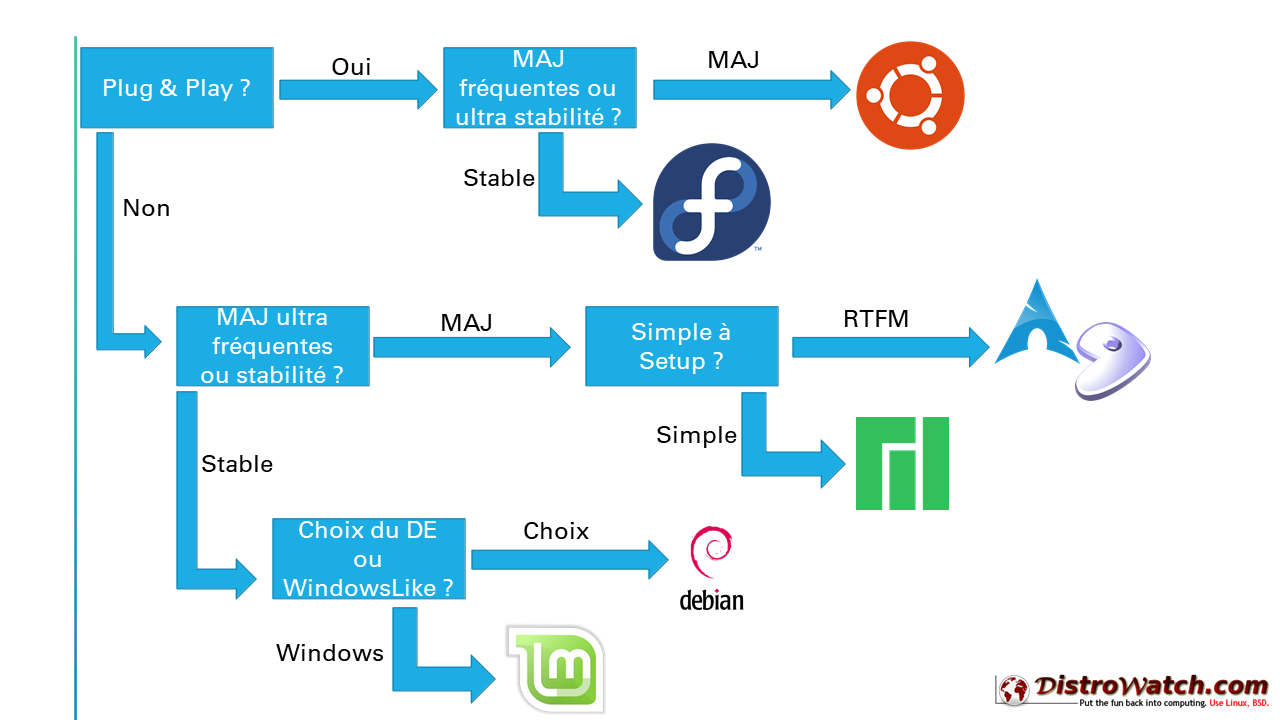 Plug & Play ?
Oui
MAJ
fréquentes ou
ultra stabilité ?
MAJ
Stable
™
Non
MAJ ultra
fréquentes
ou stabilité ?
MAJ
Simple à
Setup ?
RTFM
Simple
Stable
Choix du DE
ou
WindowsLike ?
Choix
debian
Windows
DistroWatch.com
Put the fun back into computing. Use Linux, BSD.